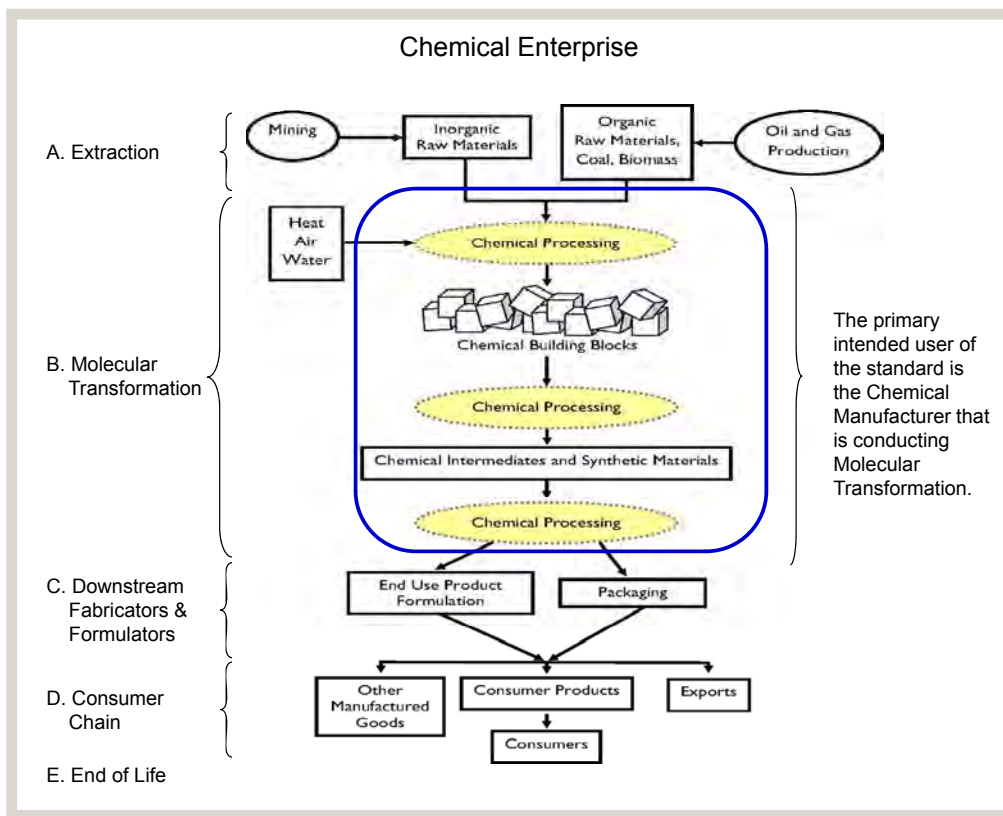 Chemical Enterprise
A. Extraction
Mining
Inorganic
Raw Materials
Organic
Raw Materials,
Coal, Biomass
Oil and Gas
Production
B. Molecular
Transformation
Heat
Air
Water
Chemical Processing
Chemical Building Blocks
Chemical Processing
Chemical Intermediates and Synthetic Materials
Chemical Processing
The primary
intended user of
the standard is
the Chemical
Manufacturer that
is conducting
Molecular
Transformation.
C. Downstream
Fabricators &
Formulators
End Use Product
Formulation
Packaging
D. Consumer
Chain
Other
Manufactured
Goods
Consumer Products
Exports
Consumers
E. End of Life